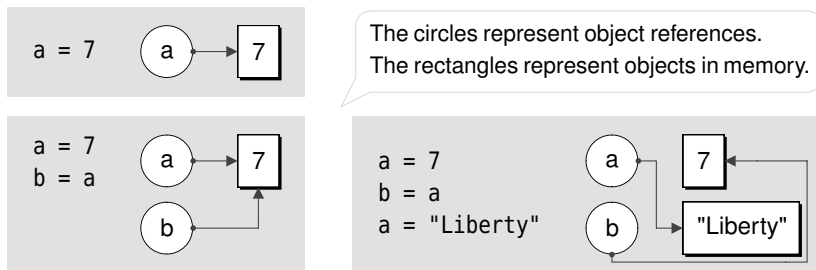 a = 7
a
7
The circles represent object references.
The rectangles represent objects in memory.
a = 7
b = a
a
7
b
a = 7
b = a
a = "Liberty"
a
7
b
"Liberty"